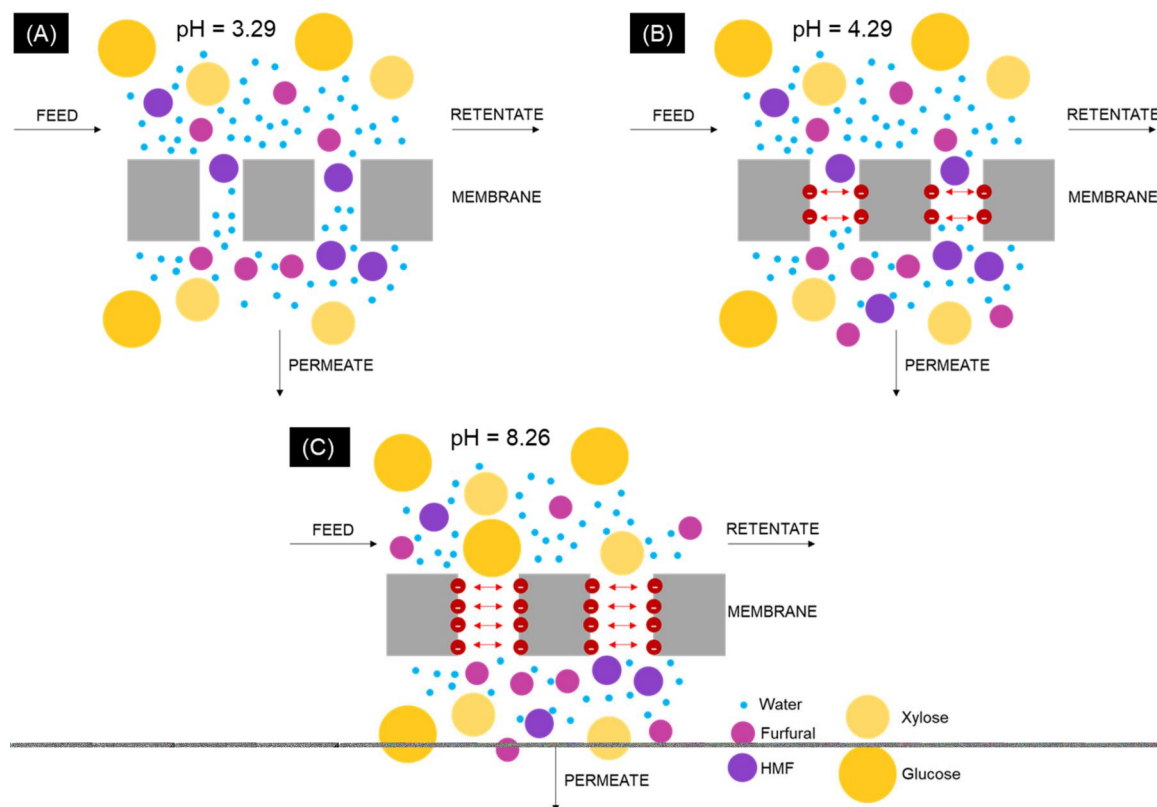 (A)
pH = 3.29
FEED
RETENTATE
MEMBRANE
PERMEATE
(B)
pH = 4.29
FEED
RETENTATE
MEMBRANE
PERMEATE
(C)
pH = 8.26
FEED
RETENTATE
MEMBRANE
PERMEATE
Water
Furfural
HMF
Xylose
Glucose